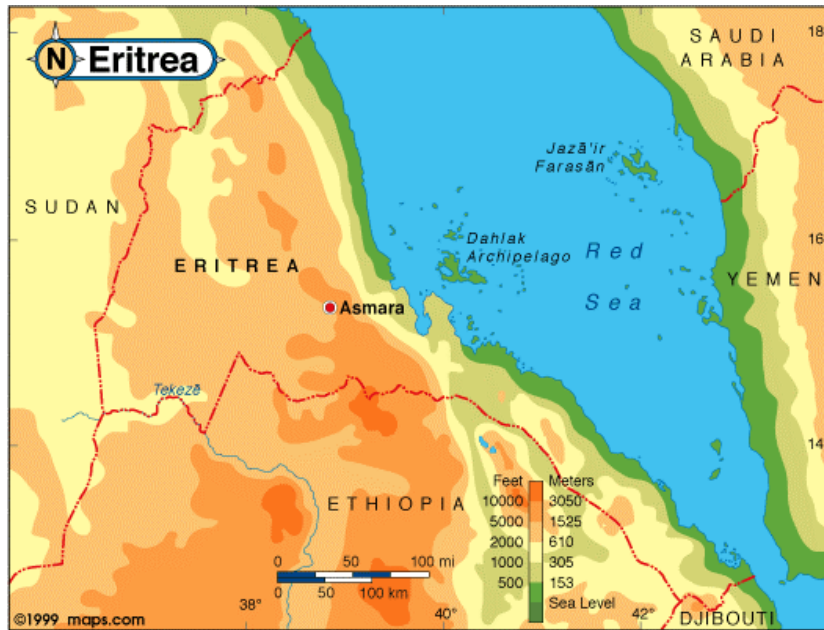 N Eritrea
SAUDI
ARABIA
18
Jazā'ir
Farasān
SUDAN
Dahlak
Archipelago
Red
Sea
16
ERITREA
YEMEN
Asmara
Tekezē
14
ETHIOPIA
Feet Meters
10000 3050
5000 1525
2000 610
1000 305
500 153
Sea Level
0 50 100 mi
0 50 100 km
38° 40° 42°
DJIBOUTI
©1999 maps.com